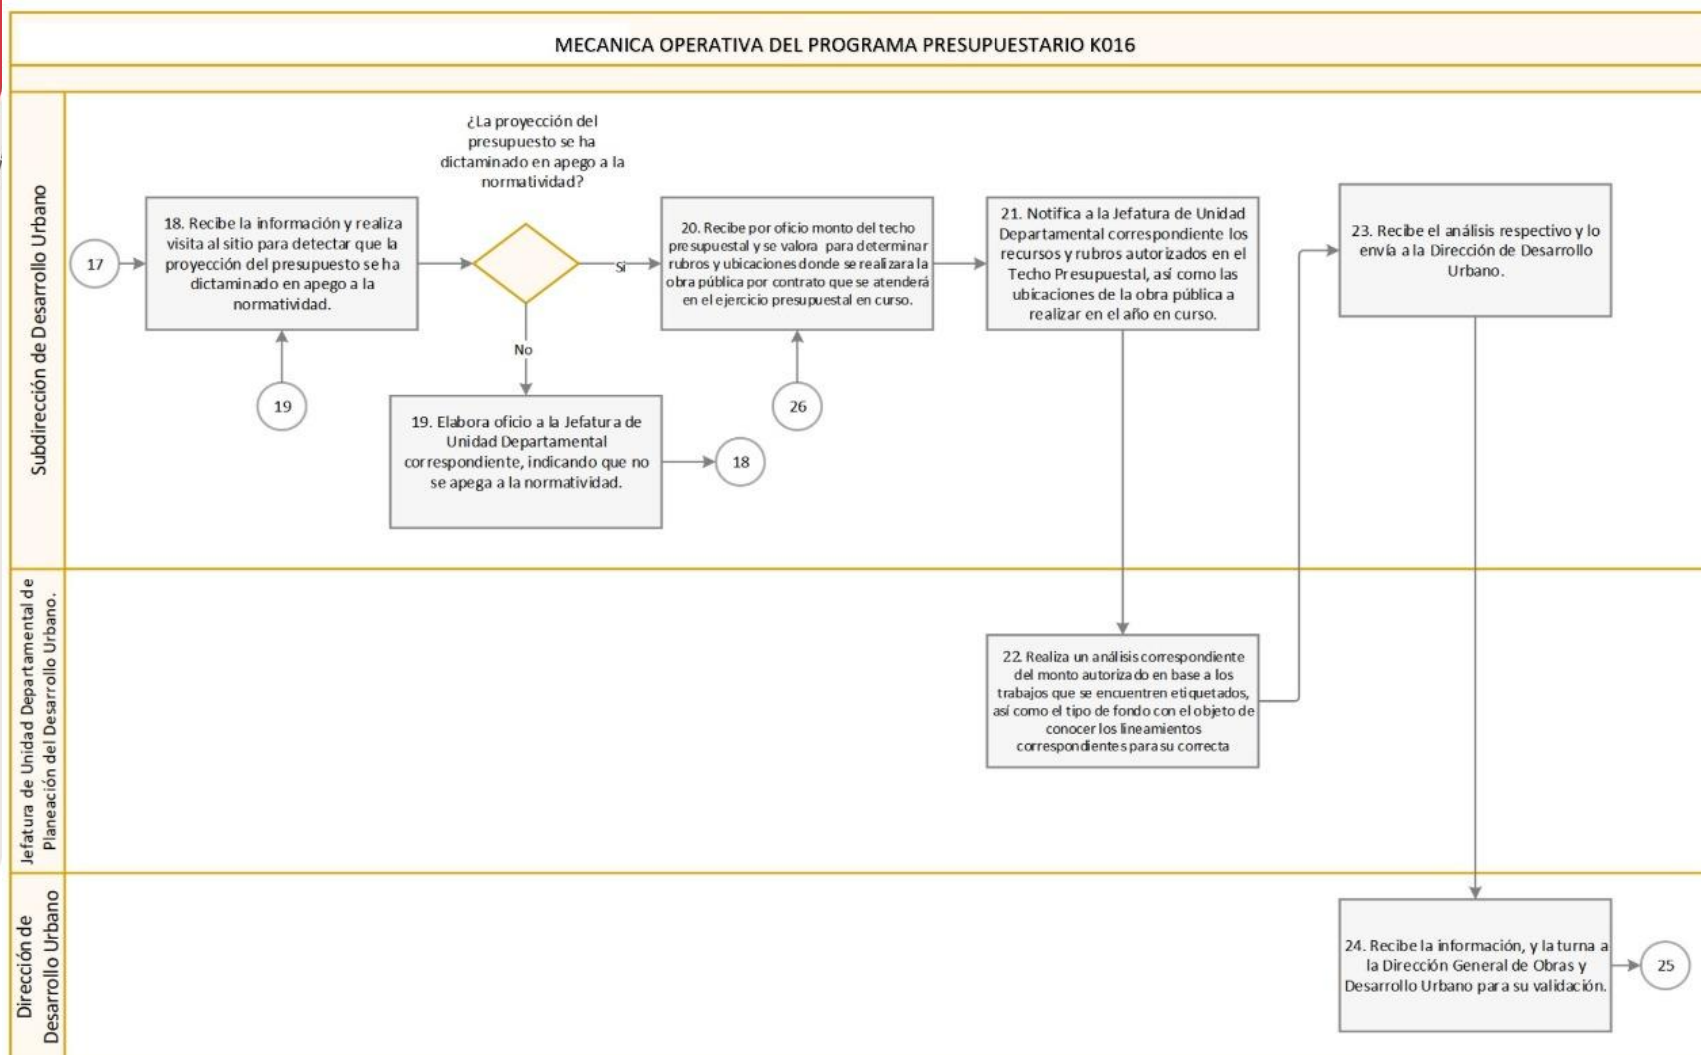 MECANICA OPERATIVA DEL PROGRAMA PRESUPUESTARIO K016
Subdirección de Desarrollo Urbano
17
18. Recibe la información y realiza
visita al sitio para detectar que la
proyección del presupuesto se ha
dictaminado en apego a la
normatividad.
19
¿La proyección del
presupuesto se ha
dictaminado en apego a la
normatividad?
Si
No
19. Elabora oficio a la Jefatura de
Unidad Departamental
correspondiente, indicando que no
se apega a la normatividad.
18
20. Recibe por oficio monto del techo
presupuestal y se valora para determinar
rubros y ubicaciones donde se realizara la
obra pública por contrato que se atenderá
en el ejercicio presupuestal en curso.
26
21. Notifica a la Jefatura de Unidad
Departamental correspondiente los
recursos y rubros autorizados en el
Techo Presupuestal, así como las
ubicaciones de la obra pública a
realizar en el año en curso.
23. Recibe el análisis respectivo y lo
envía a la Dirección de Desarrollo
Urbano.
Jefatura de Unidad Departamental de
Planeación del Desarrollo Urbano.
22. Realiza un análisis correspondiente
del monto autorizado en base a los
trabajos que se encuentren etiquetados,
así como el tipo de fondo con el objeto de
conocer los lineamientos
correspondientes para su correcta
Dirección de
Desarrollo Urbano
24. Recibe la información, y la turna a
la Dirección General de Obras y
Desarrollo Urbano para su validación.
25